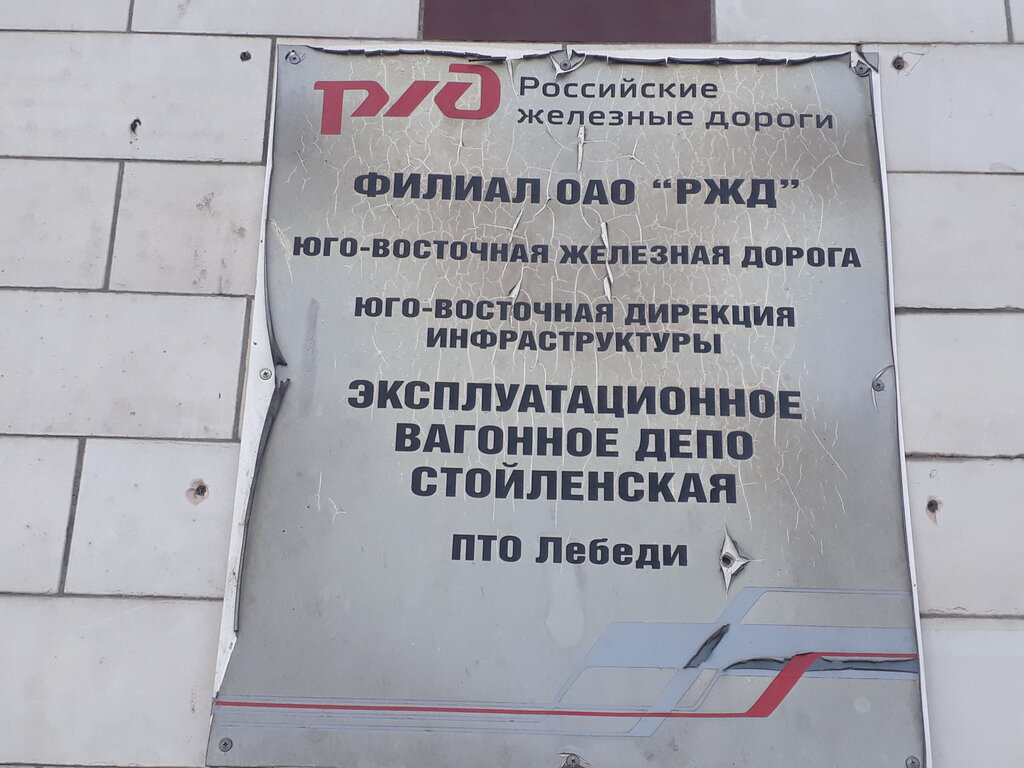 ржд Российские
железные дороги
ФИЛИАЛ ОАО “РЖД”
ЮГО-ВОСТОЧНАЯ ЖЕЛЕЗНАЯ ДОРОГА
ЮГО-ВОСТОЧНАЯ ДИРЕКЦИЯ
ИНФРАСТРУКТУРЫ
ЭКСПЛУАТАЦИОННОЕ
ВАГОННОЕ ДЕПО
СТОЙЛЕНСКАЯ
ПТО Лебеди